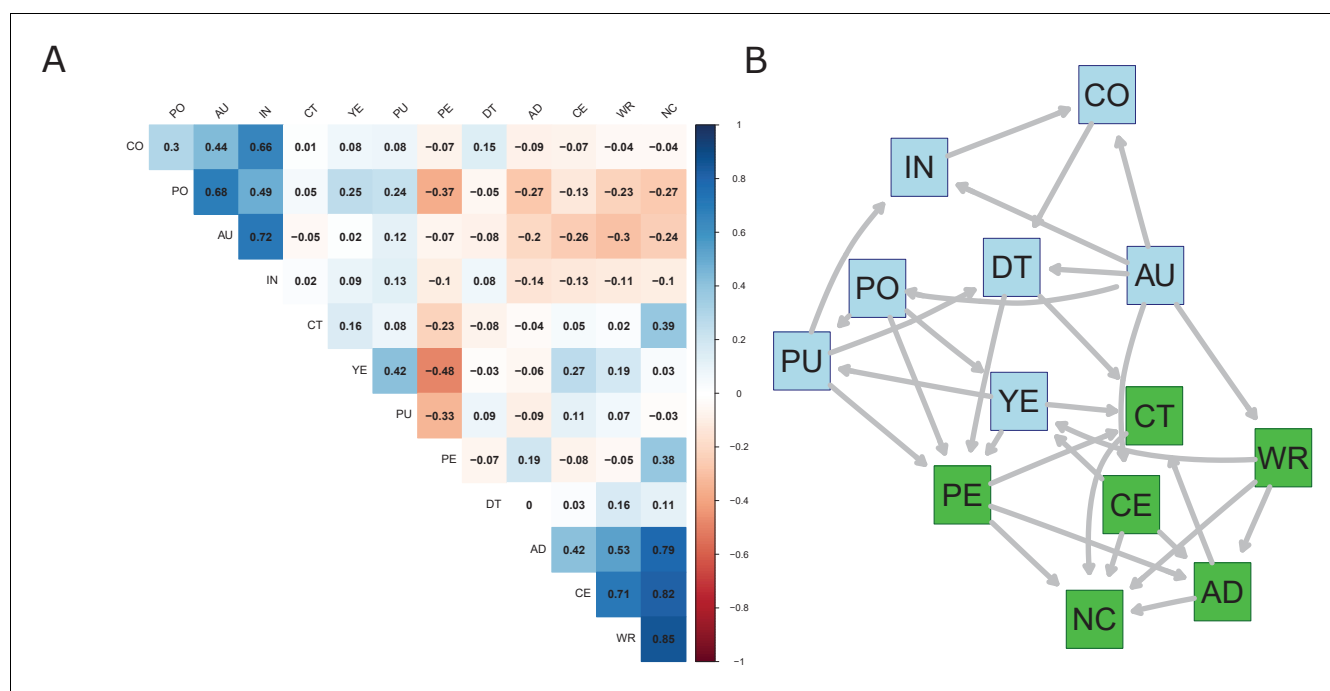 A
PO AU IN CT YE PU PE DT AD CE WR NC
CO 0.3 0.44 0.66 0.01 0.08 0.08 −0.07 0.15 −0.09 −0.07 −0.04 −0.04
PO 0.68 0.49 0.05 0.25 0.24 −0.37 −0.05 −0.27 −0.13 −0.23 −0.27
AU 0.72 −0.05 0.02 0.12 −0.07 −0.08 −0.2 −0.26 −0.3 −0.24
IN 0.02 0.09 0.13 −0.1 0.08 −0.14 −0.13 −0.11 −0.1
CT 0.16 0.08 −0.23 −0.08 −0.04 0.05 0.02 0.39
YE 0.42 −0.48 −0.03 −0.06 0.27 0.19 0.03
PU −0.33 0.09 −0.09 0.11 0.07 −0.03
PE −0.07 0.19 −0.08 −0.05 0.38
DT 0 0.03 0.16 0.11
AD 0.42 0.53 0.79
CE 0.71 0.82
WR 0.85
1
0.8
0.6
0.4
0.2
0
−0.2
−0.4
−0.6
−0.8
−1
B
CO
IN
DT
AU
PO
PU
YE
CT
WR
PE
CE
AD
NC